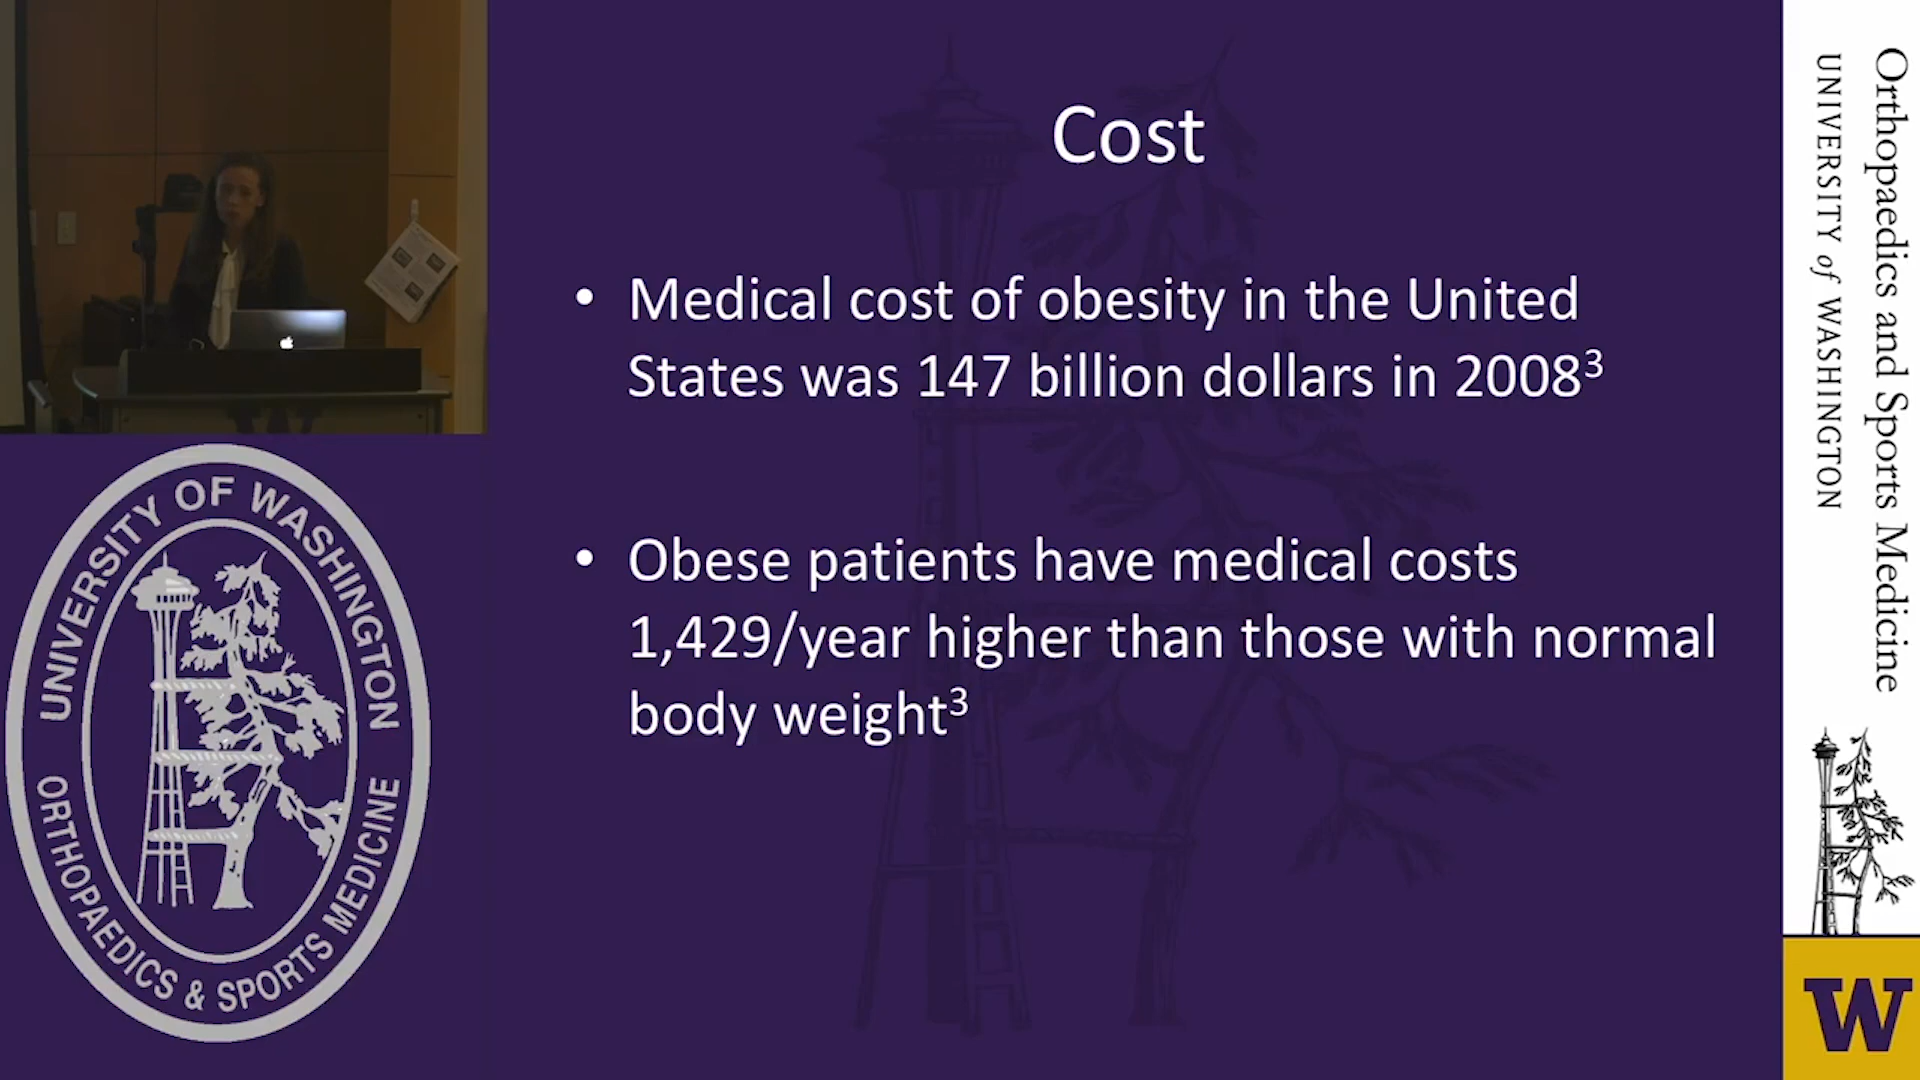 Cost
• Medical cost of obesity in the United
States was 147 billion dollars in 2008³
• Obese patients have medical costs
1,429/year higher than those with normal
body weight³
UNIVERSITY OF WASHINGTON
ORTHOPAEDICS & SPORTS MEDICINE
Orthopaedics and Sports Medicine
UNIVERSITY of WASHINGTON
W